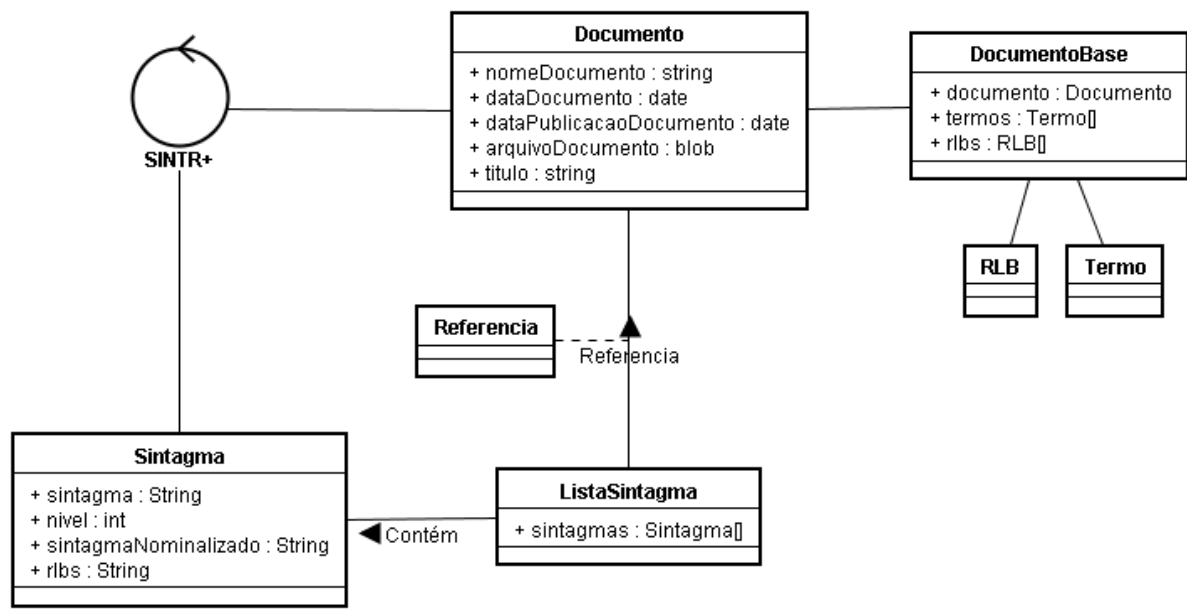 Documento
+ nomeDocumento : string
+ dataDocumento : date
+ dataPublicacaoDocumento : date
+ arquivoDocumento : blob
+ titulo : string
DocumentoBase
+ documento : Documento
+ termos : Termo[]
+ rlbs : RLB[]
SINTR+
RLB
Termo
Referencia
Referencia
Sintagma
+ sintagma : String
+ nivel : int
+ sintagmaNominalizado : String
+ rlbs : String
Contém
ListaSintagma
+ sintagmas : Sintagma[]